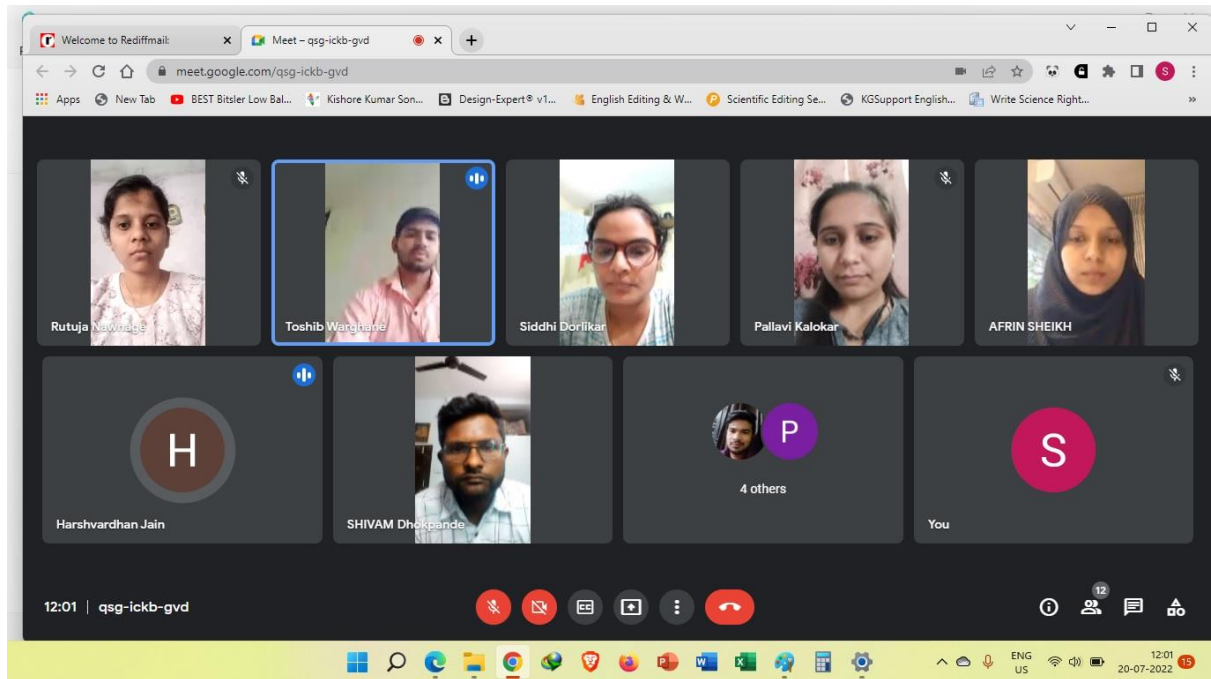 Welcome to Rediffmail:
Meet – qsg-ickb-gvd
meet.google.com/qsg-ickb-gvd
S
Apps New Tab BEST Bitsler Low Bal... Kishore Kumar Son... Design-Expert® v1... English Editing & W... Scientific Editing Se... KGSupport English... Write Science Right... »
Rutuja Nawnage Toshib Warghane Siddhi Dorlikar Pallavi Kalokar AFRIN SHEIKH
H P S
4 others
Harshvardhan Jain SHIVAM Dhokpande You
12:01 | qsg-ickb-gvd CC 12
ENG 12:01
US 20-07-2022 15